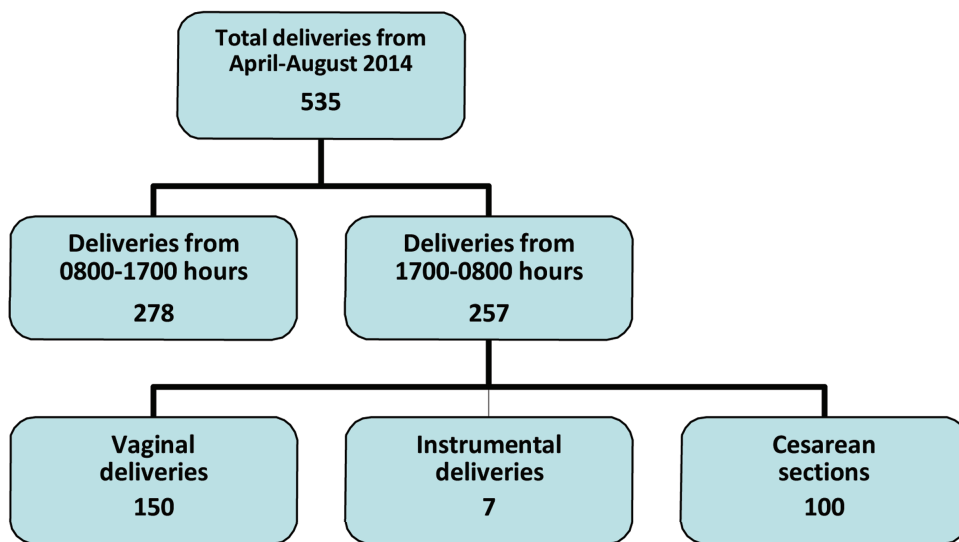 Total deliveries from
April-August 2014
535
Deliveries from
0800-1700 hours
278
Deliveries from
1700-0800 hours
257
Vaginal
deliveries
150
Instrumental
deliveries
7
Cesarean
sections
100